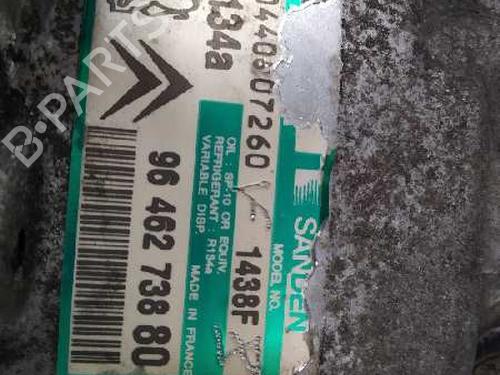 SANDEN
MODEL NO.
1438F
0440607260
OIL : SP-10 OR EQUIV.
REFRIGERANT : R134a
VARIABLE DISP.
MADE IN FRANCE
134a
96 462 738 80
B-PARTS